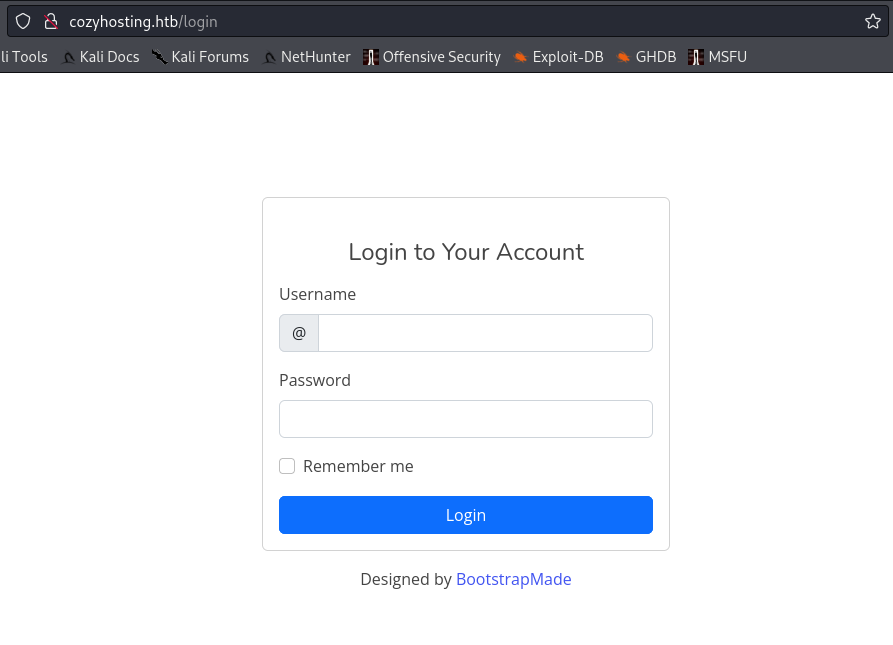 cozyhosting.htb/login
li Tools Kali Docs Kali Forums NetHunter Offensive Security Exploit-DB GHDB MSFU
Login to Your Account
Username
@
Password
Remember me
Login
Designed by BootstrapMade